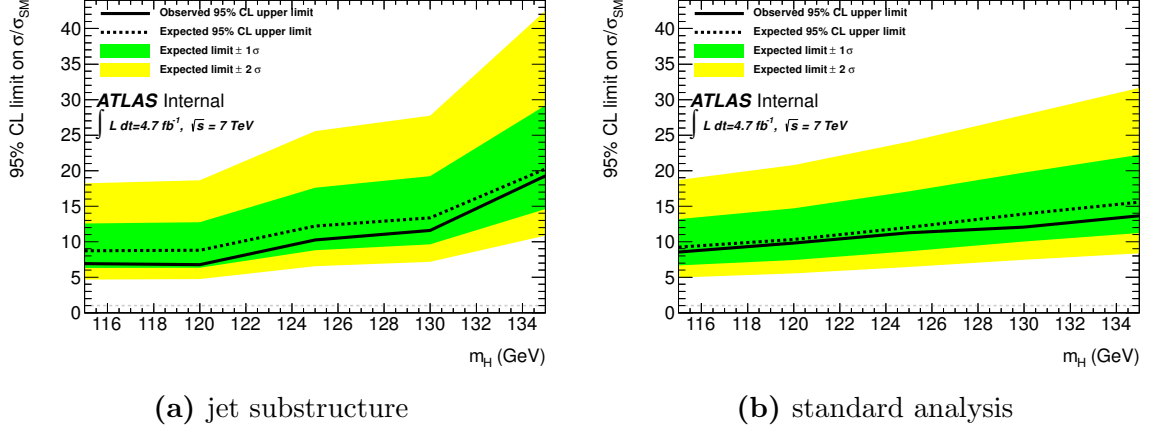 95% CL limit on σ/σSM
40
35
30
25
20
15
10
5
0
Observed 95% CL upper limit
Expected 95% CL upper limit
Expected limit ± 1 σ
Expected limit ± 2 σ
ATLAS Internal
∫ L dt=4.7 fb-1, √s = 7 TeV
116 118 120 122 124 126 128 130 132 134
mH (GeV)
(a) jet substructure
95% CL limit on σ/σSM
40
35
30
25
20
15
10
5
0
Observed 95% CL upper limit
Expected 95% CL upper limit
Expected limit ± 1 σ
Expected limit ± 2 σ
ATLAS Internal
∫ L dt=4.7 fb-1, √s = 7 TeV
116 118 120 122 124 126 128 130 132 134
mH (GeV)
(b) standard analysis